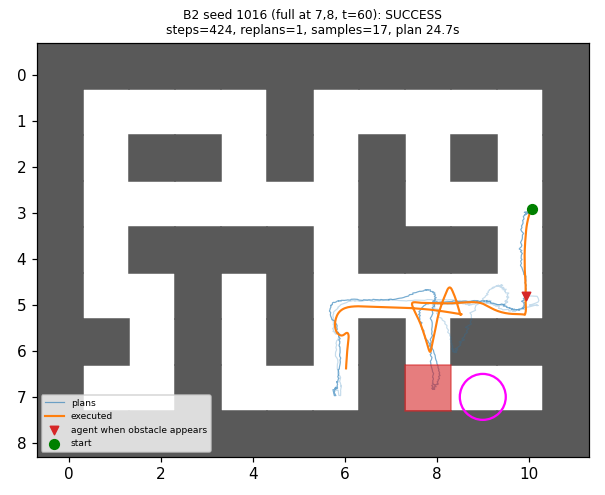 B2 seed 1016 (full at 7,8, t=60): SUCCESS
steps=424, replans=1, samples=17, plan 24.7s
0
1
2
3
4
5
6
7
8
plans
executed
agent when obstacle appears
start
0 2 4 6 8 10